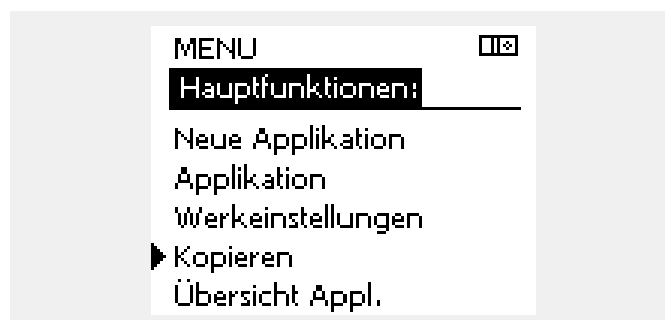 MENU
Hauptfunktionen:
Neue Applikation
Applikation
Werkeinstellungen
Kopieren
Übersicht Appl.